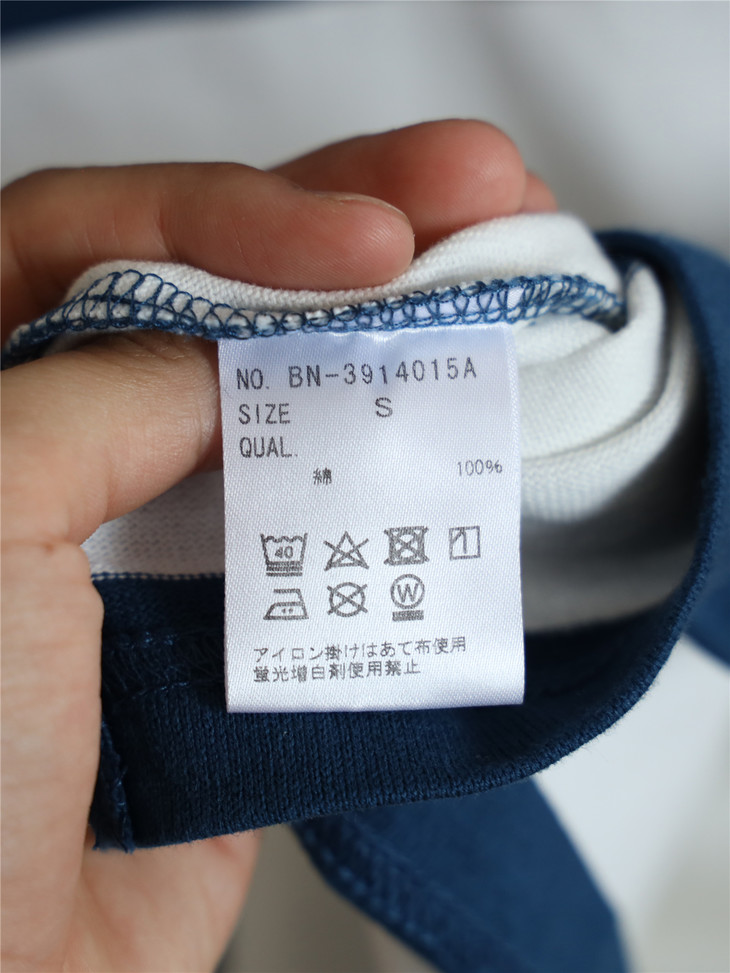 NO. BN-3914015A
SIZE S
QUAL.
綿 100%
40
W
アイロン掛けはあて布使用
蛍光増白剤使用禁止